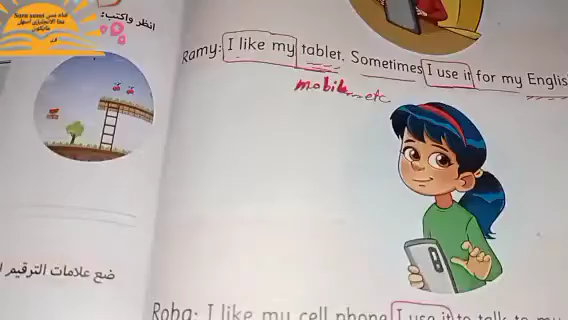 انظر واكتب:
Ramy: I like my tablet. Sometimes I use it for my Englis
mobile...etc
ضع علامات الترقيم
Roba: I like my cell phone. I use it to talk to my